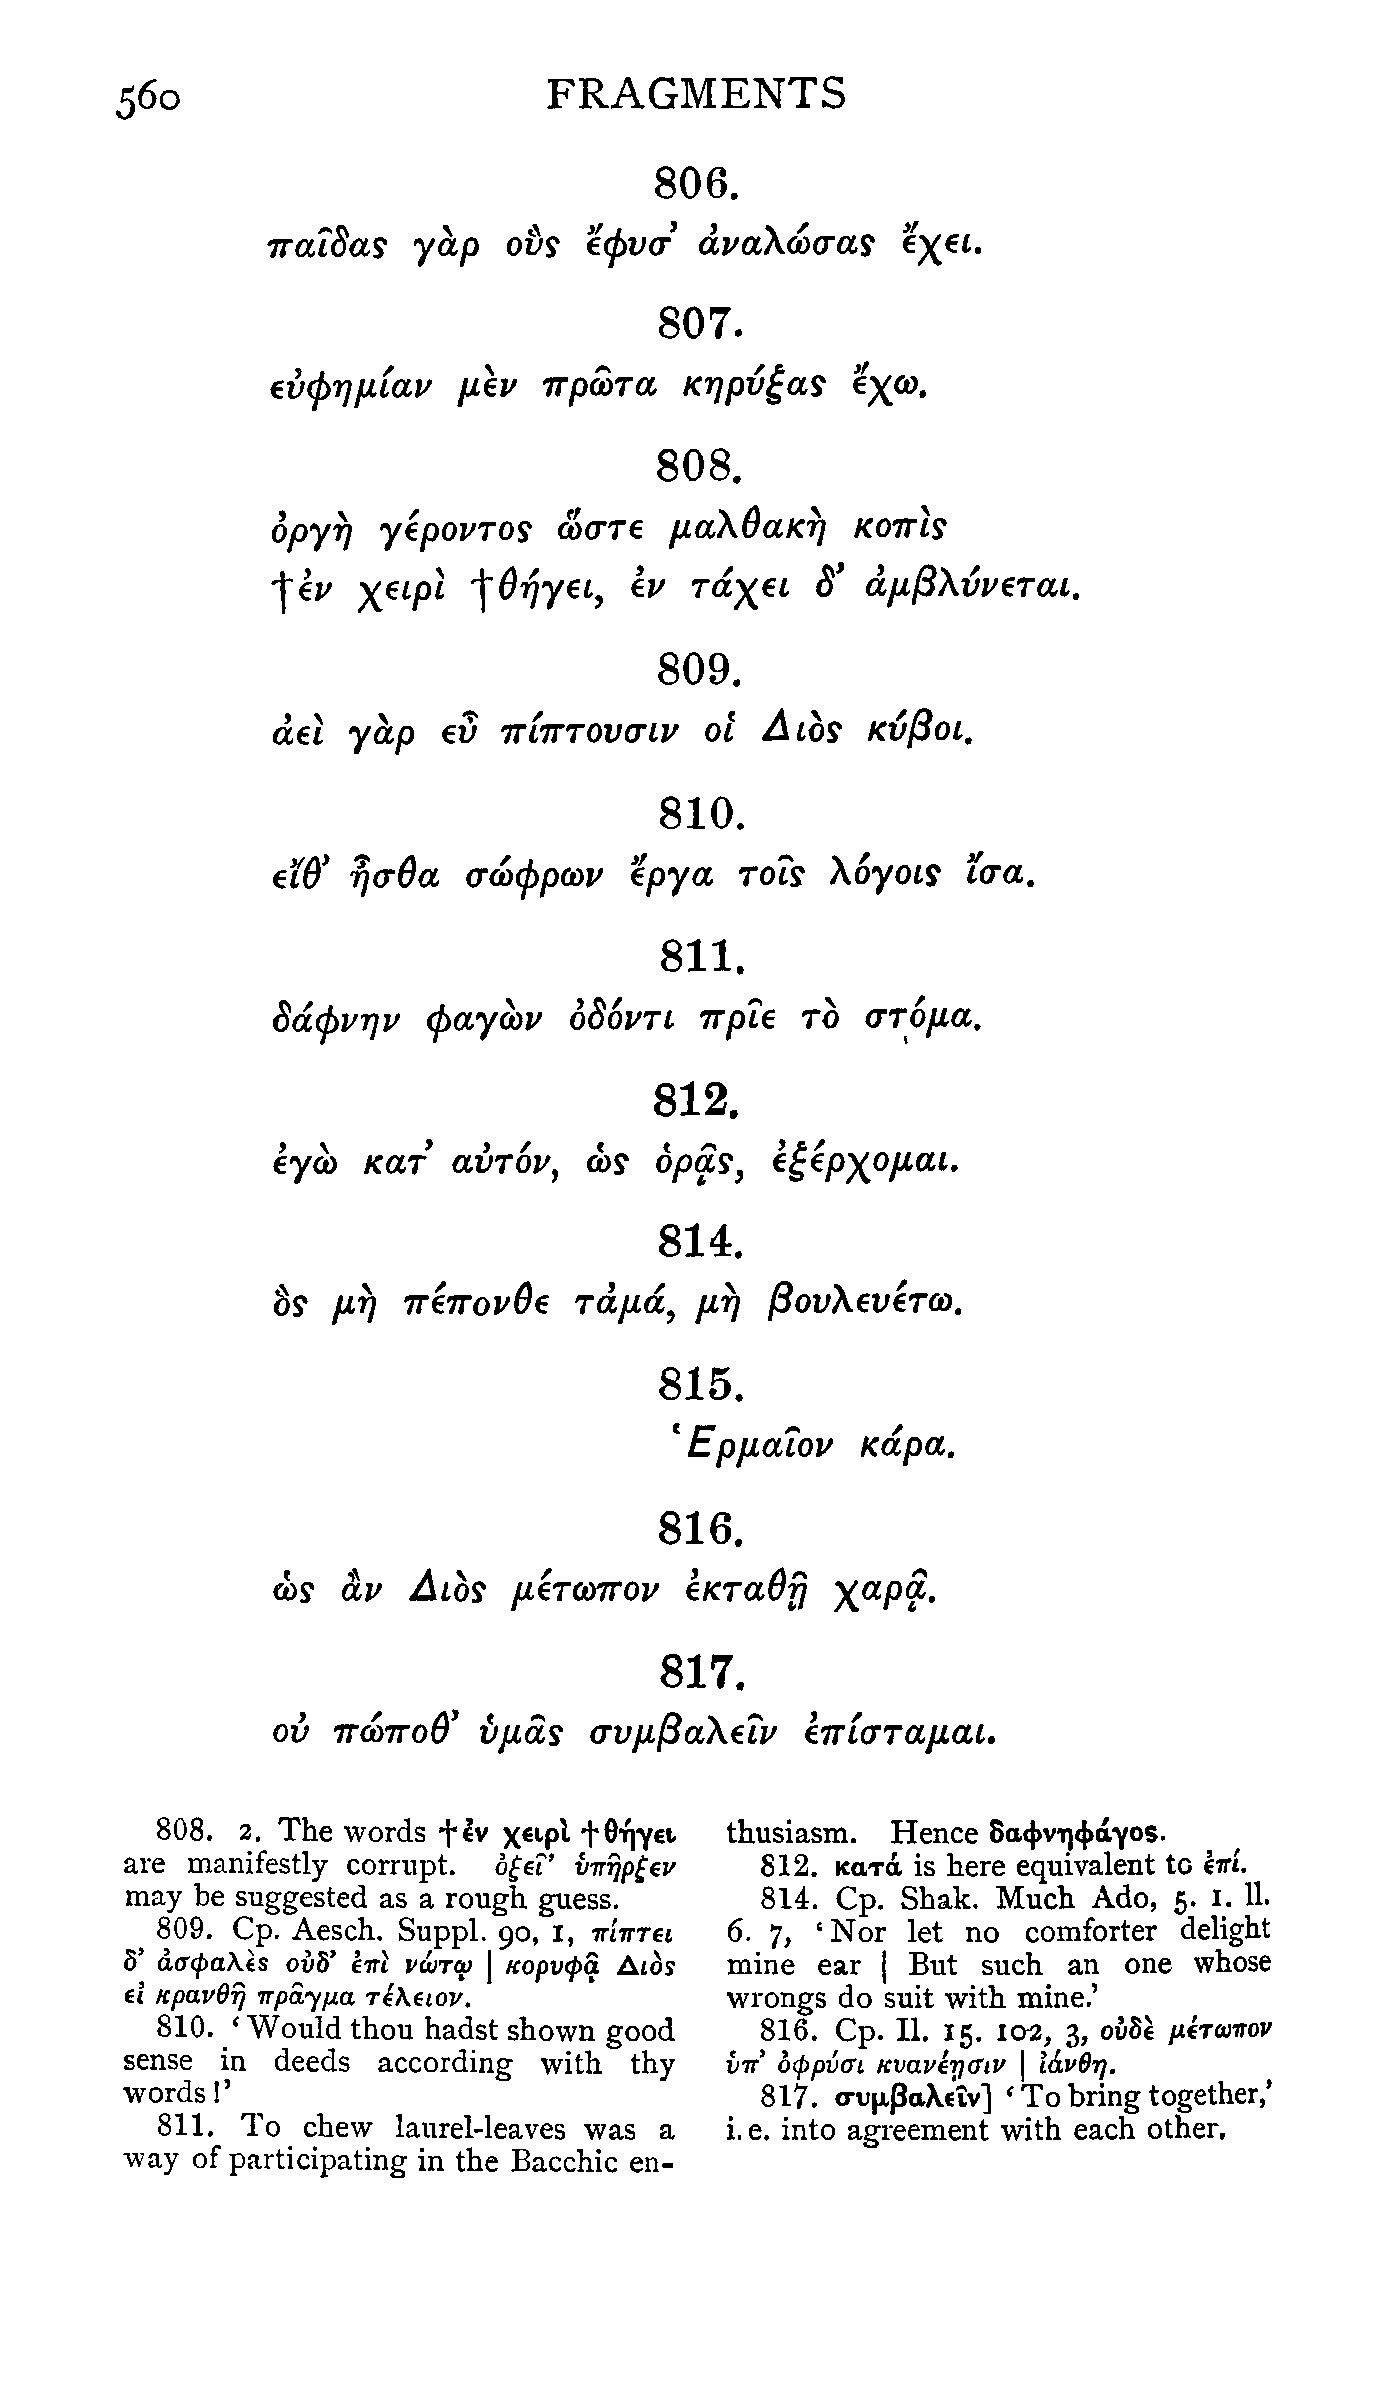 560 FRAGMENTS
806.
παῖδας γὰρ οὓς ἔφυσ’ ἀναλώσας ἔχει.
807.
εὐφημίαν μὲν πρῶτα κηρύξας ἔχω.
808.
ὀργὴ γέροντος ὥστε μαλθακὴ κοπὶς
†ἐν χειρὶ †θήγει, ἐν τάχει δ’ ἀμβλύνεται.
809.
ἀεὶ γὰρ εὖ πίπτουσιν οἱ Διὸς κύβοι.
810.
εἴθ’ ἦσθα σώφρων ἔργα τοῖς λόγοις ἴσα.
811.
δάφνην φαγὼν ὀδόντι πρῖε τὸ στόμα.
812.
ἐγὼ κατ’ αὐτόν, ὡς ὁρᾷς, ἐξέρχομαι.
814.
ὃς μὴ πέπονθε τἀμά, μὴ βουλευέτω.
815.
Ἑρμαῖον κάρα.
816.
ὡς ἂν Διὸς μέτωπον ἐκταθῇ χαρᾷ.
817.
οὐ πώποθ’ ὑμᾶς συμβαλεῖν ἐπίσταμαι.
808. 2. The words †ἐν χειρὶ †θήγει
are manifestly corrupt. ὀξεῖ’ ὑπῆρξεν
may be suggested as a rough guess.
809. Cp. Aesch. Suppl. 90, 1, πίπτει
δ’ ἀσφαλὲς οὐδ’ ἐπὶ νώτῳ | κορυφᾷ Διὸς
εἰ κρανθῇ πρᾶγμα τέλειον.
810. ‘Would thou hadst shown good
sense in deeds according with thy
words!’
811. To chew laurel-leaves was a
way of participating in the Bacchic en-
thusiasm. Hence δαφνηφάγος.
812. κατά is here equivalent to ἐπί.
814. Cp. Shak. Much Ado, 5. 1. ll.
6. 7, ‘Nor let no comforter delight
mine ear | But such an one whose
wrongs do suit with mine.’
816. Cp. Il. 15. 102, 3, οὐδὲ μέτωπον
ὑπ’ ὀφρύσι κυανέῃσιν | ἰάνθη.
817. συμβαλεῖν] ‘To bring together,’
i.e. into agreement with each other.